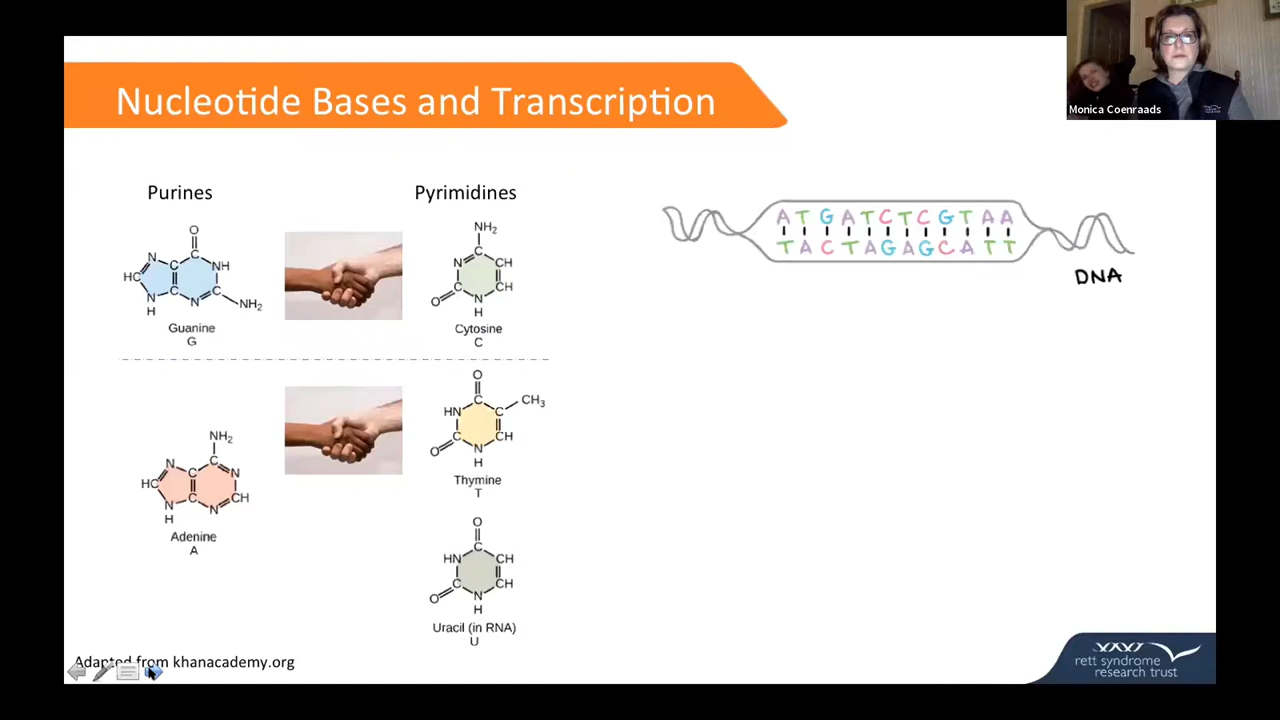 Nucleotide Bases and Transcription
Monica Coenraads
Purines
Pyrimidines
O
N
C
C
NH
HC
N
H
C
N
C
NH₂
Guanine
G
NH₂
C
N
CH
C
CH
O
N
H
Cytosine
C
O
C
CH₃
HN
C
C
CH
O
N
H
Thymine
T
NH₂
N
C
C
N
HC
N
H
C
N
CH
Adenine
A
O
C
HN
CH
C
CH
O
N
H
Uracil (in RNA)
U
ATGATCTCGTAA
TACTAGAGCATT
DNA
Adapted from khanacademy.org
rett syndrome
research trust